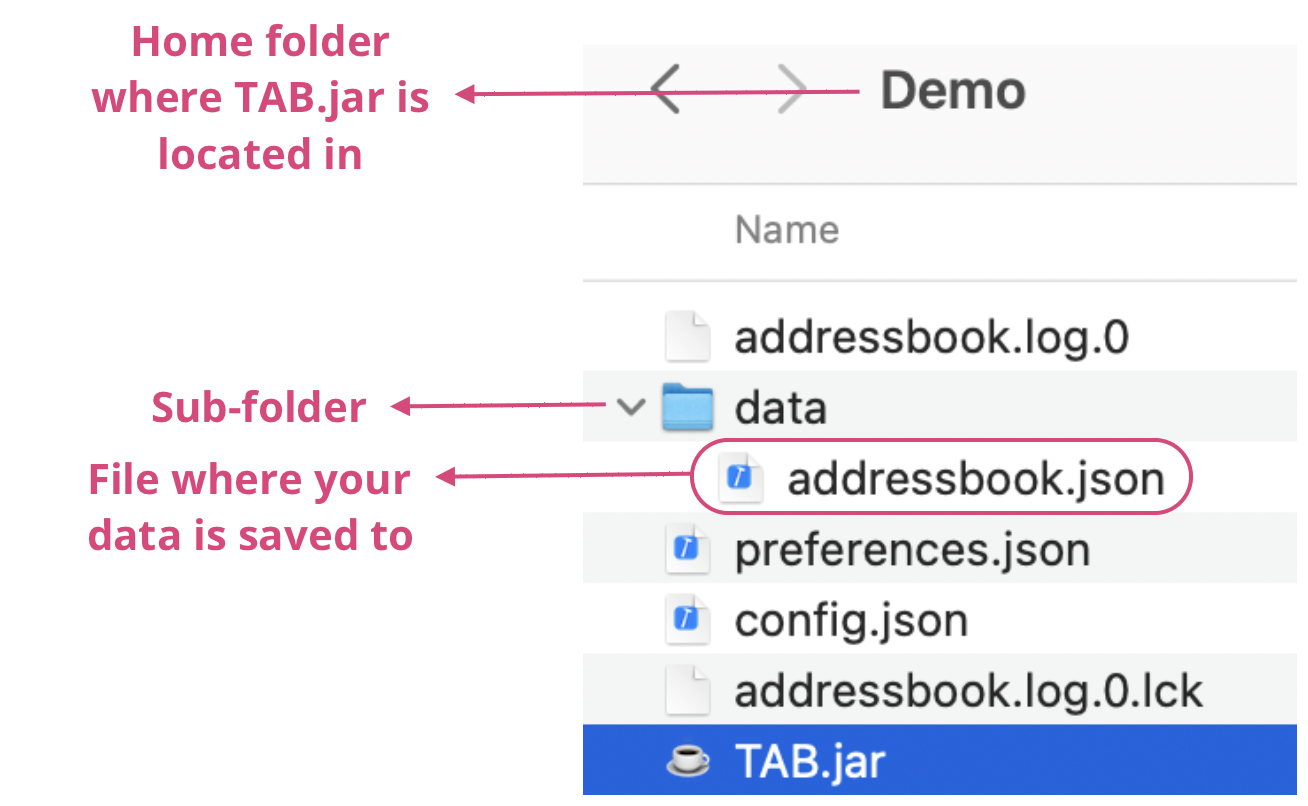 Home folder
where TAB.jar is
located in
Demo
Name
addressbook.log.0
Sub-folder
data
File where your
data is saved to
addressbook.json
preferences.json
config.json
addressbook.log.0.lck
TAB.jar